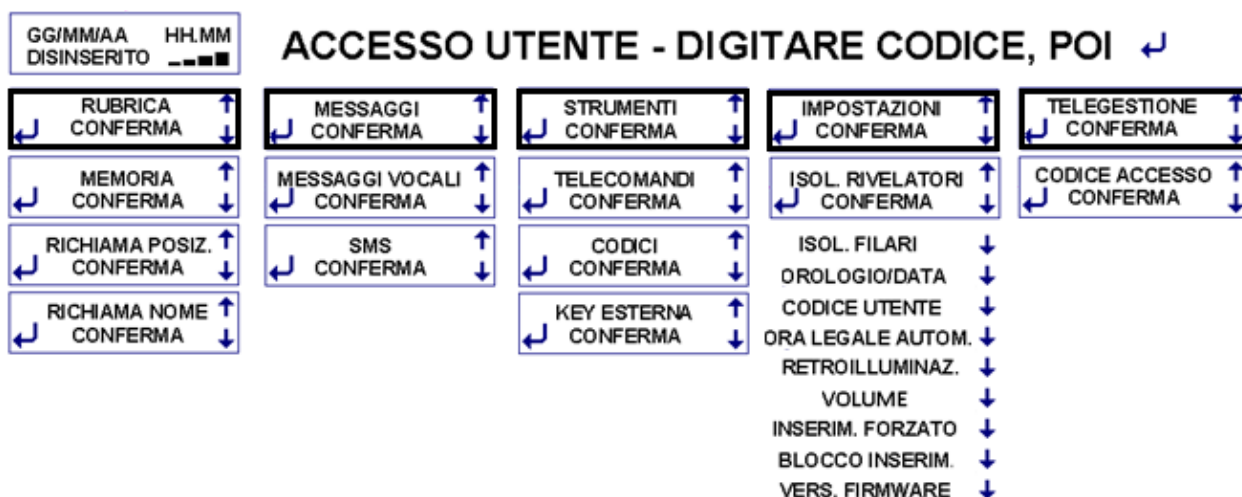 GG/MM/AA HH.MM
DISINSERITO
ACCESSO UTENTE - DIGITARE CODICE, POI
RUBRICA
CONFERMA
MEMORIA
CONFERMA
RICHIAMA POSIZ.
CONFERMA
RICHIAMA NOME
CONFERMA
MESSAGGI
CONFERMA
MESSAGGI VOCALI
CONFERMA
SMS
CONFERMA
STRUMENTI
CONFERMA
TELECOMANDI
CONFERMA
CODICI
CONFERMA
KEY ESTERNA
CONFERMA
IMPOSTAZIONI
CONFERMA
ISOL. RIVELATORI
CONFERMA
ISOL. FILARI
OROLOGIO/DATA
CODICE UTENTE
ORA LEGALE AUTOM.
RETROILLUMINAZ.
VOLUME
INSERIM. FORZATO
BLOCCO INSERIM.
VERS. FIRMWARE
TELEGESTIONE
CONFERMA
CODICE ACCESSO
CONFERMA